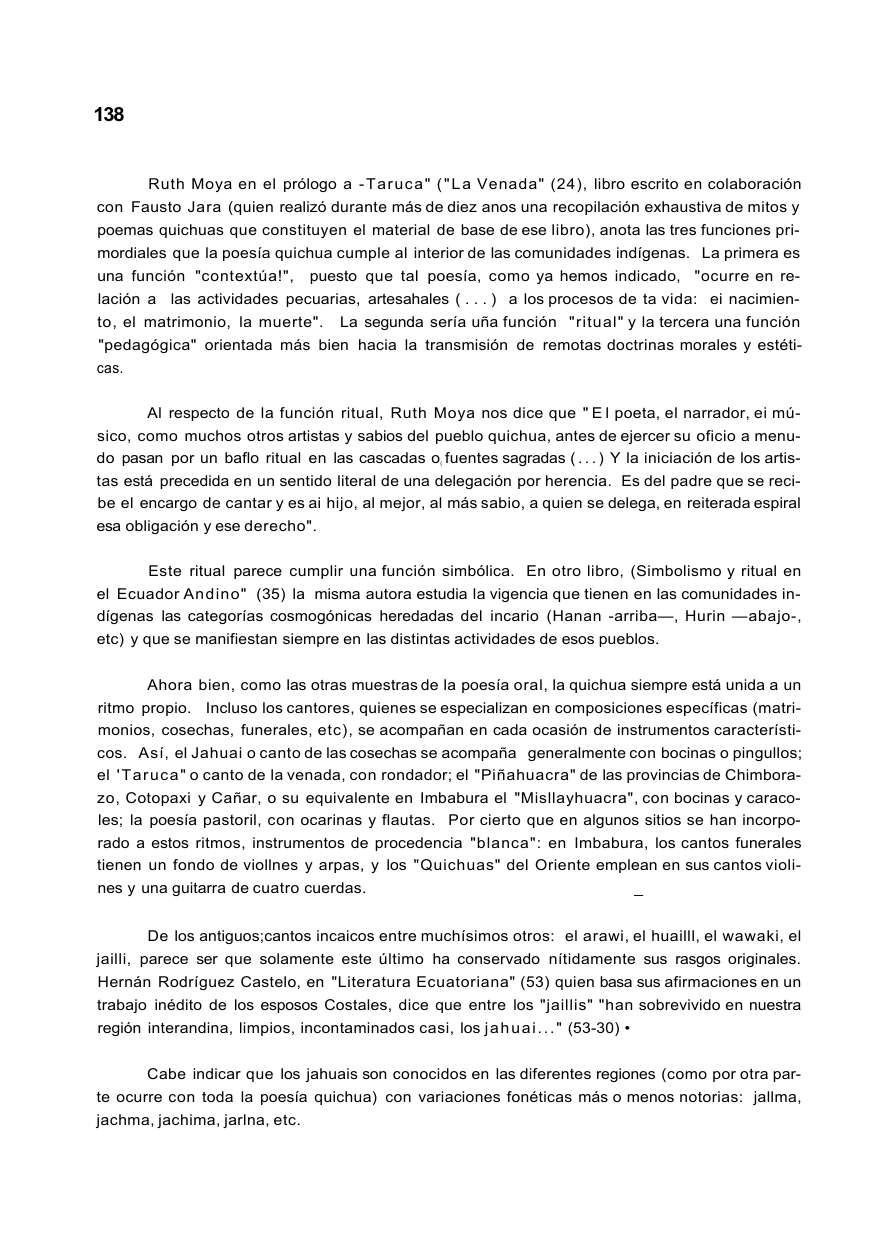 138
Ruth Moya en el prólogo a -Taruca" ("La Venada" (24), libro escrito en colaboración
con Fausto Jara (quien realizó durante más de diez anos una recopilación exhaustiva de mitos y
poemas quichuas que constituyen el material de base de ese libro), anota las tres funciones pri-
mordiales que la poesía quichua cumple al interior de las comunidades indígenas. La primera es
una función "contextúa!", puesto que tal poesía, como ya hemos indicado, "ocurre en re-
lación a las actividades pecuarias, artesahales (...) a los procesos de ta vida: ei nacimien-
to, el matrimonio, la muerte". La segunda sería uña función "ritual" y la tercera una función
"pedagógica" orientada más bien hacia la transmisión de remotas doctrinas morales y estéti-
cas.
Al respecto de la función ritual, Ruth Moya nos dice que "El poeta, el narrador, ei mú-
sico, como muchos otros artistas y sabios del pueblo quichua, antes de ejercer su oficio a menu-
do pasan por un baflo ritual en las cascadas o, fuentes sagradas (...) Y la iniciación de los artis-
tas está precedida en un sentido literal de una delegación por herencia. Es del padre que se reci-
be el encargo de cantar y es ai hijo, al mejor, al más sabio, a quien se delega, en reiterada espiral
esa obligación y ese derecho".
Este ritual parece cumplir una función simbólica. En otro libro, (Simbolismo y ritual en
el Ecuador Andino" (35) la misma autora estudia la vigencia que tienen en las comunidades in-
dígenas las categorías cosmogónicas heredadas del incario (Hanan -arriba—, Hurin —abajo-,
etc) y que se manifiestan siempre en las distintas actividades de esos pueblos.
Ahora bien, como las otras muestras de la poesía oral, la quichua siempre está unida a un
ritmo propio. Incluso los cantores, quienes se especializan en composiciones específicas (matri-
monios, cosechas, funerales, etc), se acompañan en cada ocasión de instrumentos característi-
cos. Así, el Jahuai o canto de las cosechas se acompaña generalmente con bocinas o pingullos;
el 'Taruca" o canto de la venada, con rondador; el "Piñahuacra" de las provincias de Chimbora-
zo, Cotopaxi y Cañar, o su equivalente en Imbabura el "Misllayhuacra", con bocinas y caraco-
les; la poesía pastoril, con ocarinas y flautas. Por cierto que en algunos sitios se han incorpo-
rado a estos ritmos, instrumentos de procedencia "blanca": en Imbabura, los cantos funerales
tienen un fondo de viollnes y arpas, y los "Quichuas" del Oriente emplean en sus cantos violi-
nes y una guitarra de cuatro cuerdas. _
De los antiguos;cantos incaicos entre muchísimos otros: el arawi, el huailll, el wawaki, el
jailli, parece ser que solamente este último ha conservado nítidamente sus rasgos originales.
Hernán Rodríguez Castelo, en "Literatura Ecuatoriana" (53) quien basa sus afirmaciones en un
trabajo inédito de los esposos Costales, dice que entre los "jaillis" "han sobrevivido en nuestra
región interandina, limpios, incontaminados casi, los jahuai..." (53-30) •
Cabe indicar que los jahuais son conocidos en las diferentes regiones (como por otra par-
te ocurre con toda la poesía quichua) con variaciones fonéticas más o menos notorias: jallma,
jachma, jachima, jarlna, etc.